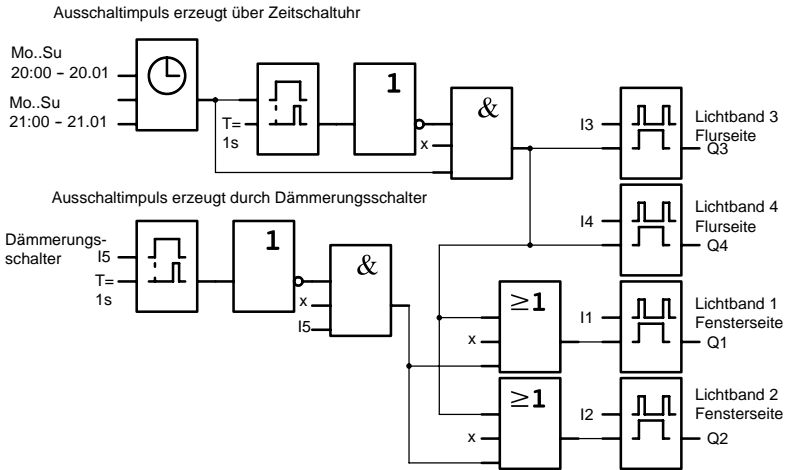 Ausschaltimpuls erzeugt über Zeitschaltuhr
Mo..Su
20:00 - 20.01
Mo..Su
21:00 - 21.01
T=
1s
1
x
&
I3
Lichtband 3
Flurseite
Q3
Ausschaltimpuls erzeugt durch Dämmerungsschalter
I4
Lichtband 4
Flurseite
Q4
Dämmerungs-
schalter
I5
T=
1s
1
x
I5
&
≥1
x
I1
Lichtband 1
Fensterseite
Q1
≥1
x
I2
Lichtband 2
Fensterseite
Q2